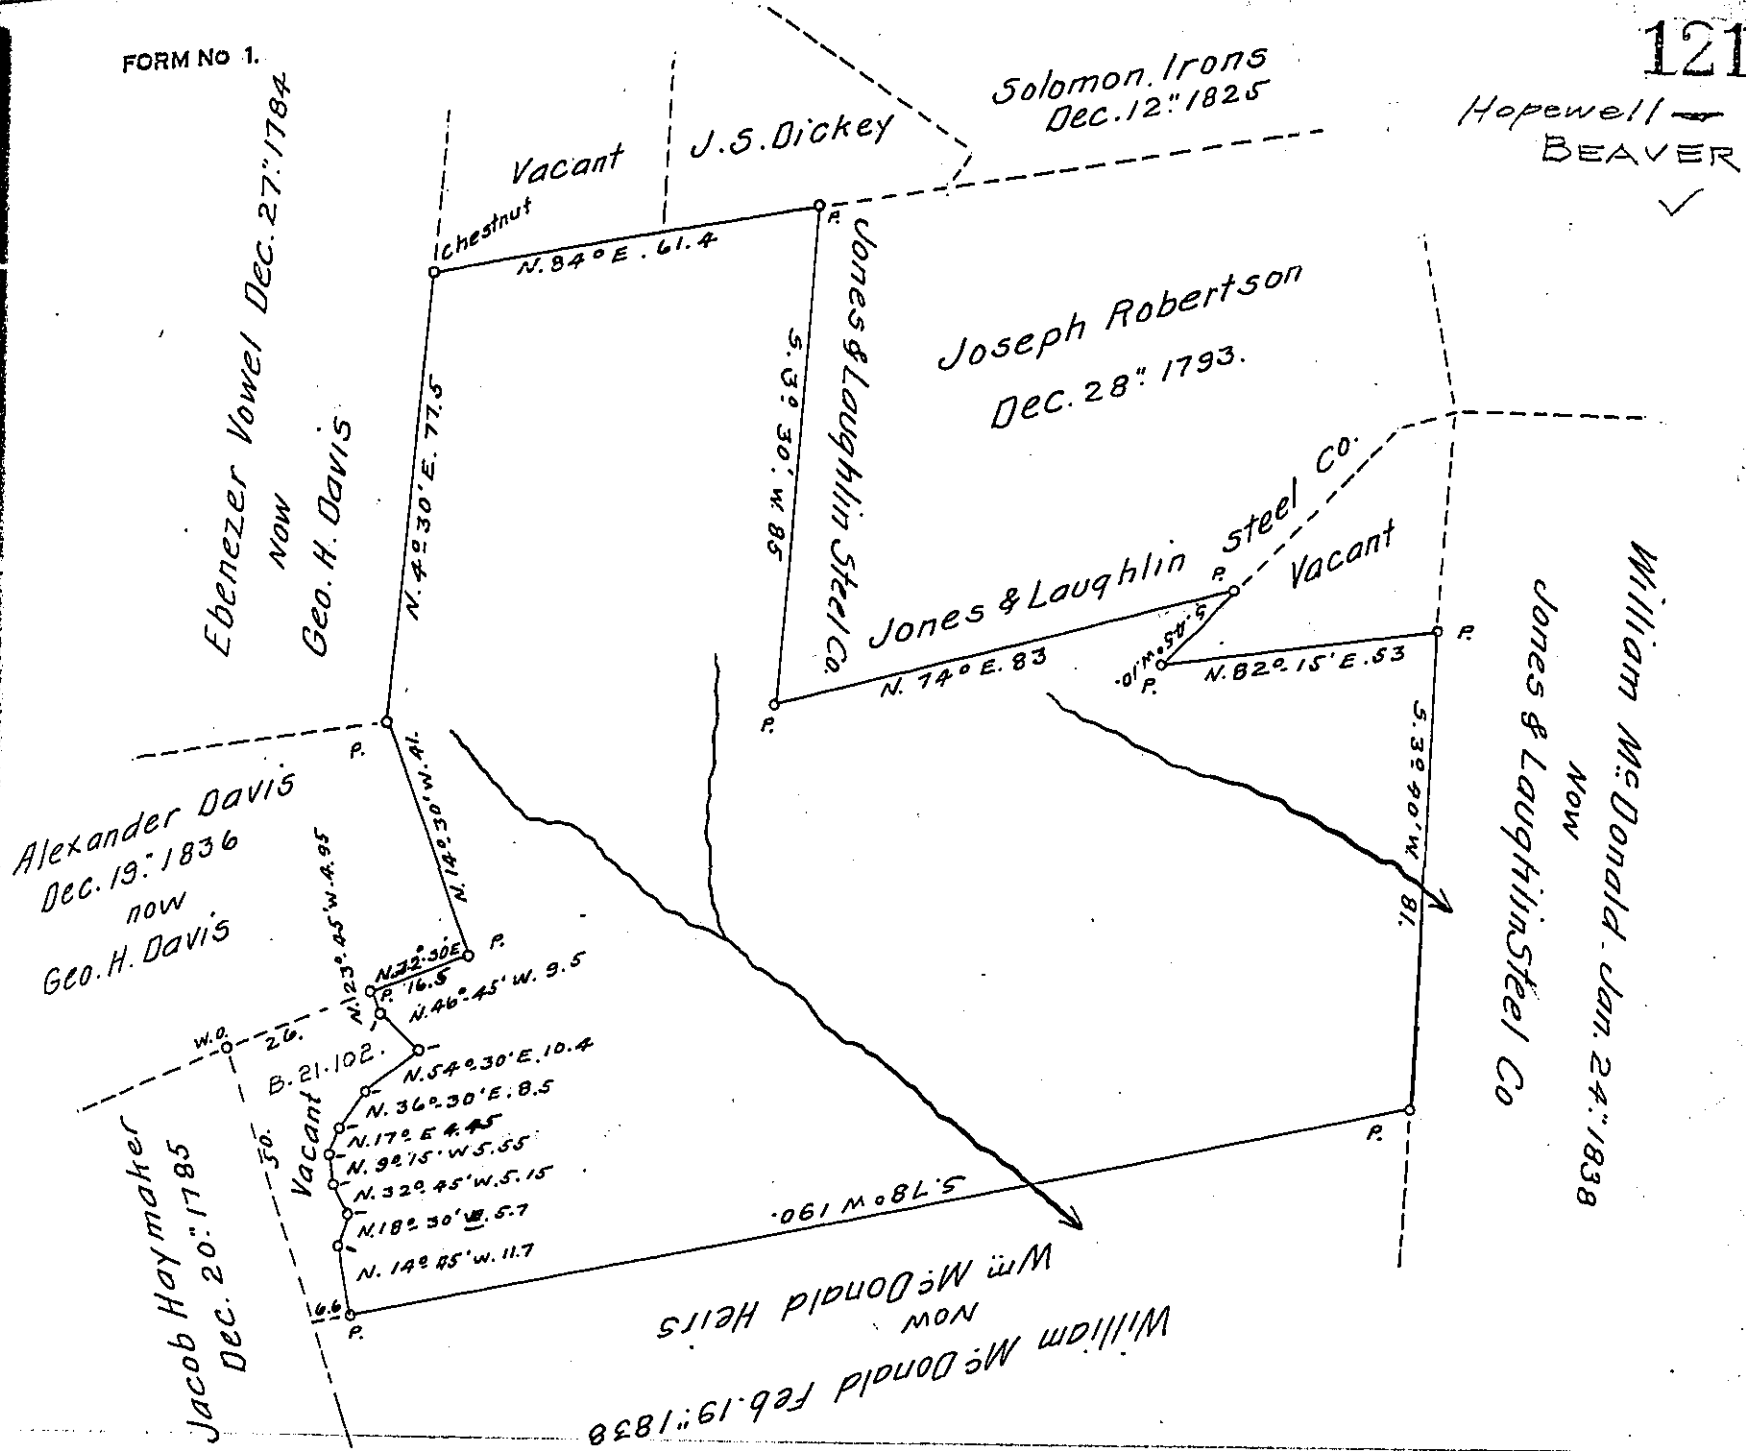 FORM No 1.
121
Hopewell —
BEAVER
✓
Solomon. Irons
Dec. 12." 1825
J. S. Dickey
Vacant
chestnut
N. 84° E. 61.4
P.
Ebenezer Vowel Dec. 27." 1784
Now
Geo. H. Davis
N. 4° 30' E. 77.5
S. 3° 30' W. 85
Jones & Laughlin Steel Co.
Joseph Robertson
Dec. 28" 1793.
Jones & Laughlin steel Co.
Vacant
P.
S. 45° W. 10.
P.
N. 82° 15' E. 53
P.
N. 74° E. 83
P.
S. 3° 40' W. 81.
William McDonald. Jan. 24." 1838
Now
Jones & Laughlin Steel Co
P.
Alexander Davis
Dec. 19." 1836
now
Geo. H. Davis
N. 14° 30' W. 41.
P.
N. 72° 30 E
16.5
P.
N. 23° 45' W. 4.95
N. 46° 45' W. 9.5
W.O.
26.
B. 21. 102.
N. 54° 30' E. 10.4
N. 36° 30' E. 8.5
N. 17° E 4.45
N. 9° 15' W 5.55
N. 32° 45' W. 5.15
N. 18° 30' 5.7
N. 14° 45' W. 11.7
Vacant
50.
6.6
P.
Jacob Haymaker
Dec. 20." 1785
S. 78° W 190.
P.
Wm McDonald Heirs
Now
William McDonald Feb. 19." 1838